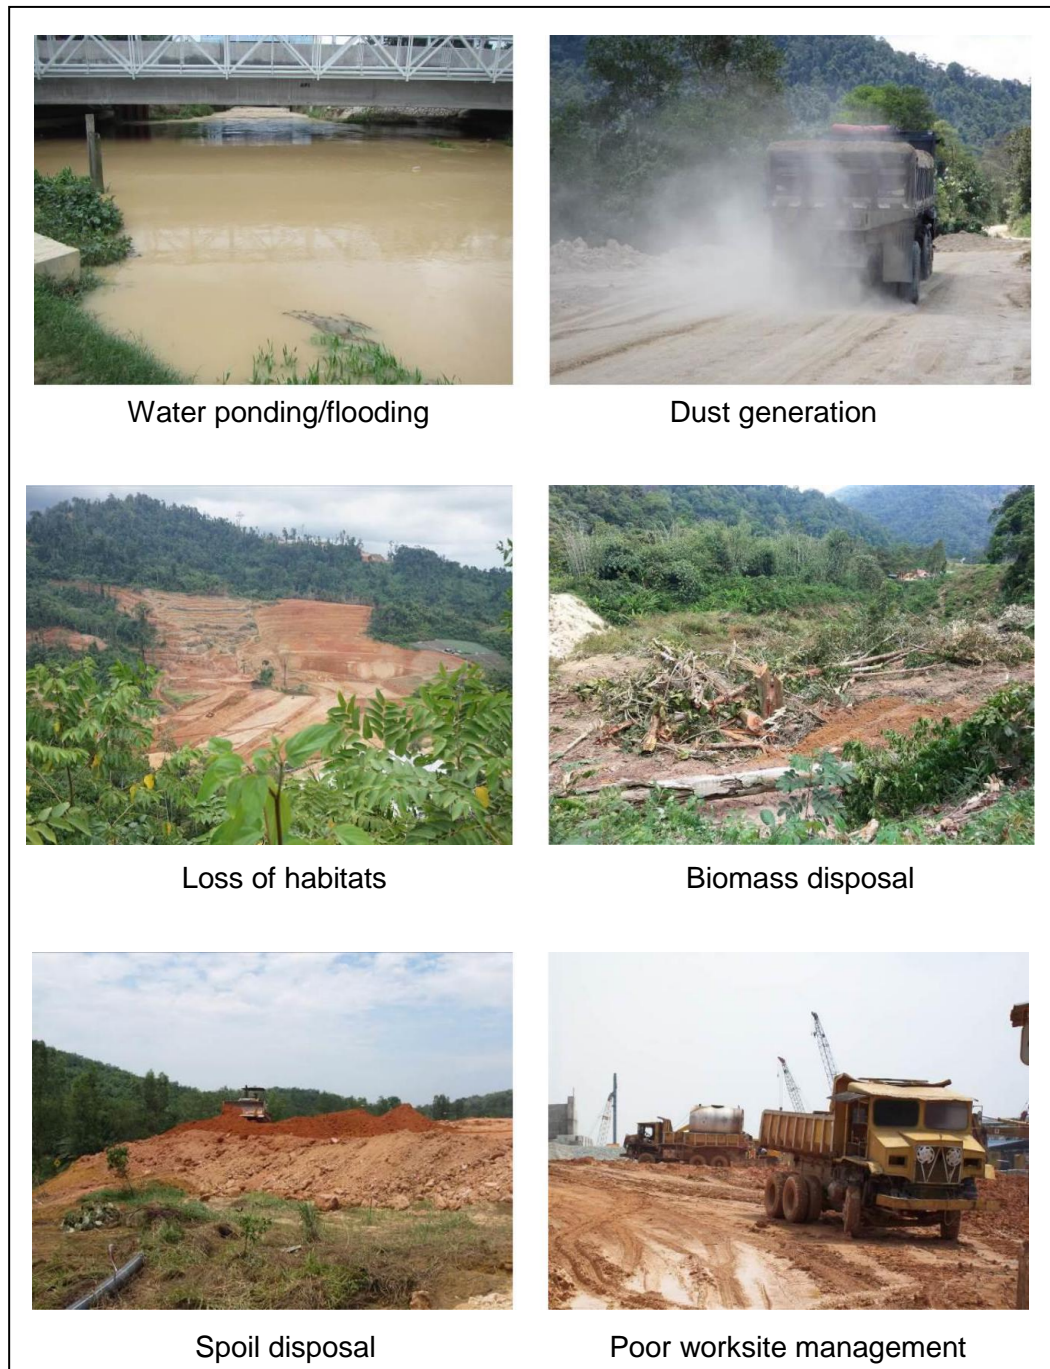 Water ponding/flooding
Dust generation
Loss of habitats
Biomass disposal
Spoil disposal
Poor worksite management